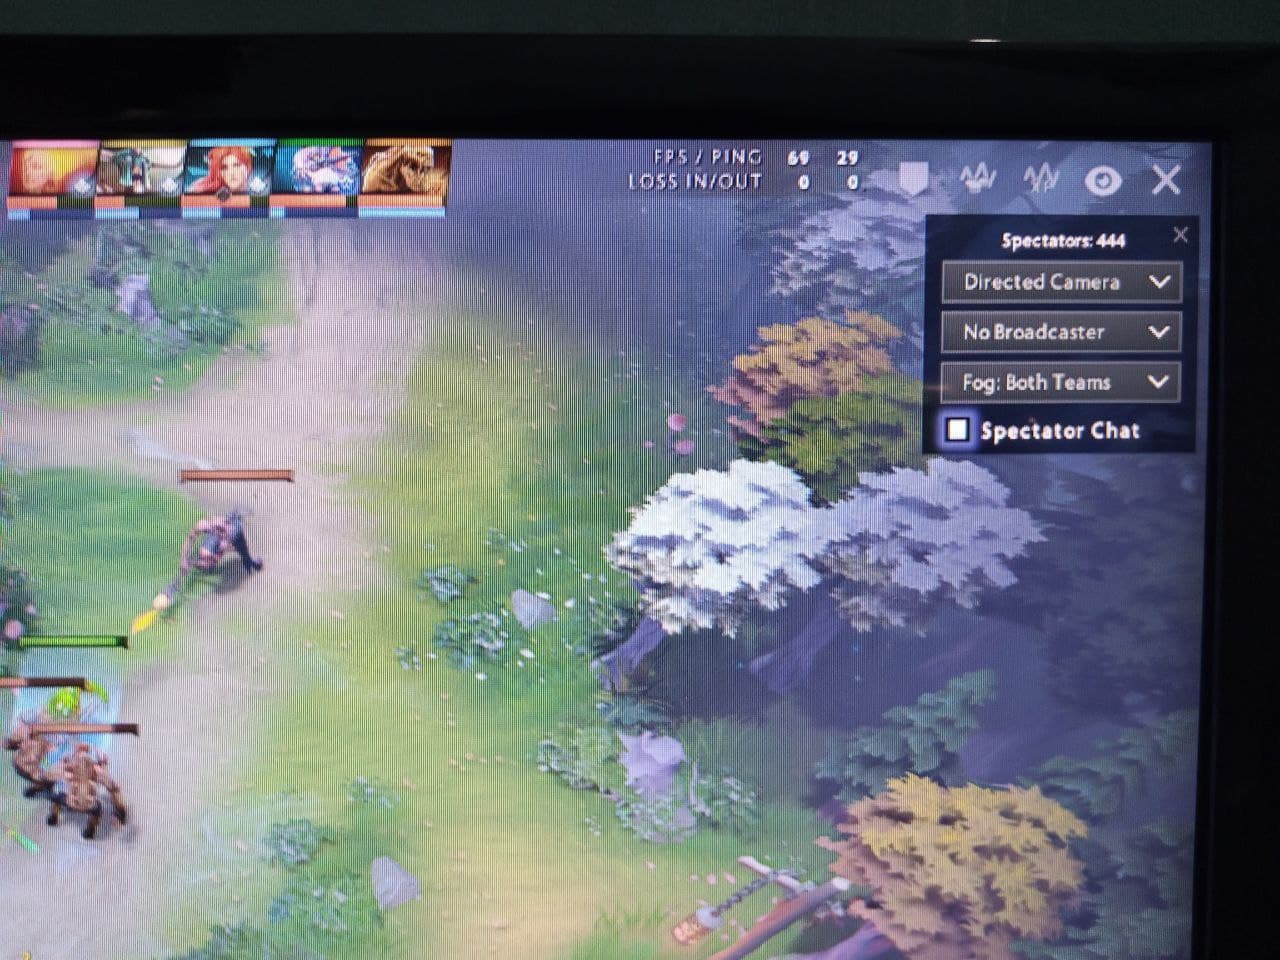 FPS / PING 69 29
LOSS IN/OUT 0 0
Spectators: 444
Directed Camera
No Broadcaster
Fog: Both Teams
Spectator Chat